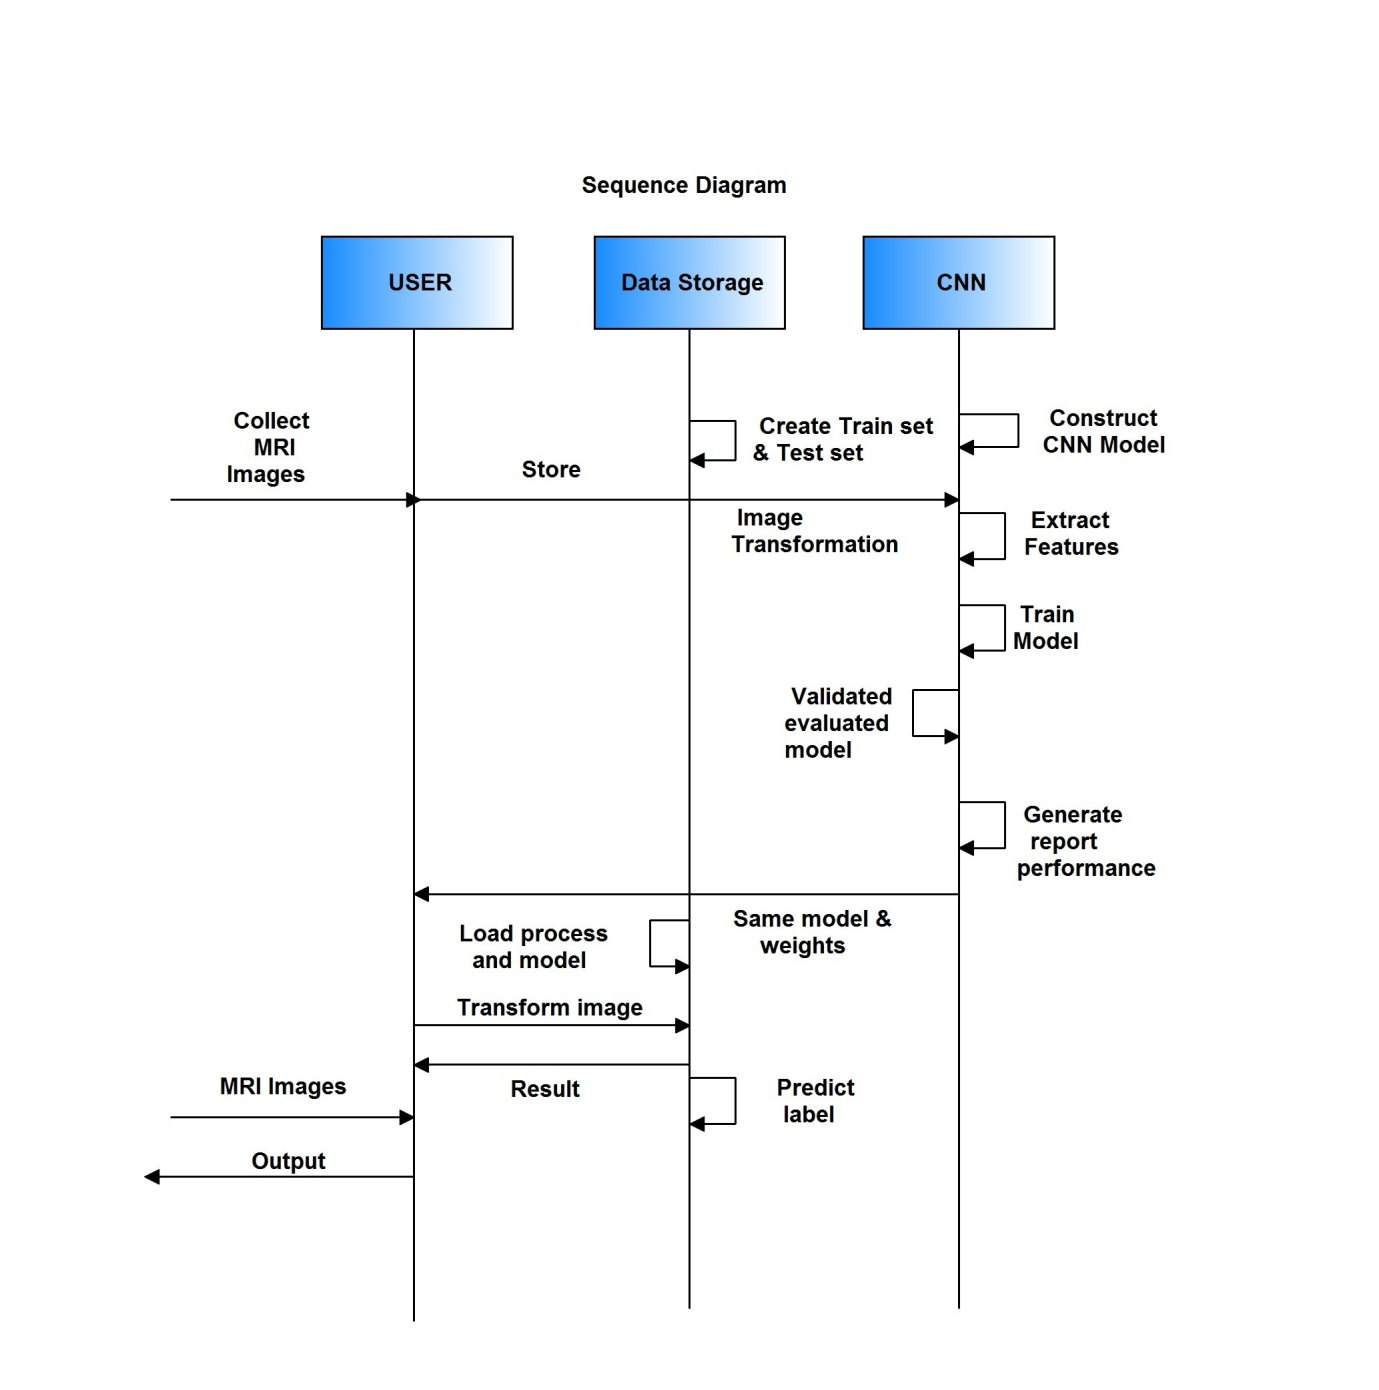 Sequence Diagram
USER
Data Storage
CNN
Collect
MRI
Images
Store
Create Train set
& Test set
Construct
CNN Model
Image
Transformation
Extract
Features
Train
Model
Validated
evaluated
model
Generate
report
performance
Same model &
weights
Load process
and model
Transform image
Result
Predict
label
MRI Images
Output